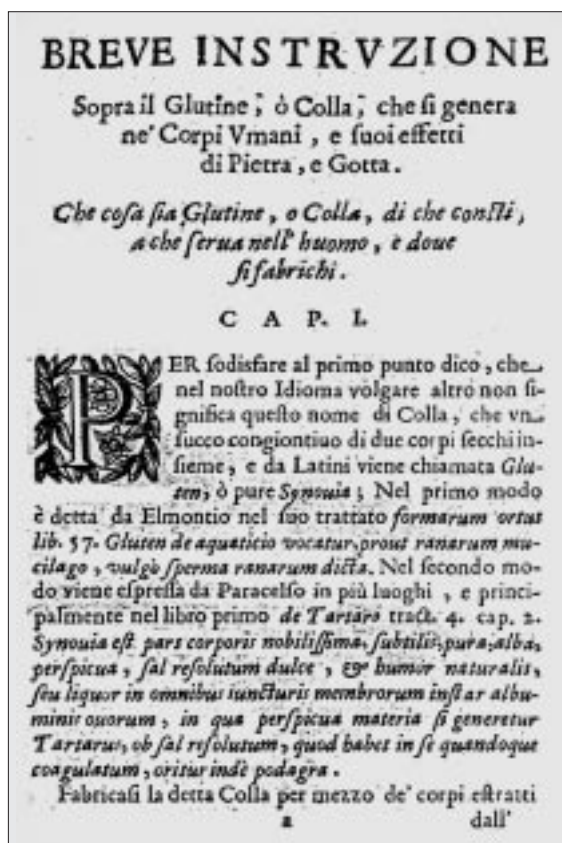 BREVE INSTRVZIONE
Sopra il Glutine, ò Colla, che ſi genera
ne' Corpi Vmani, e ſuoi effetti
di Pietra, e Gotta.
Che coſa ſia Glutine, o Colla, di che conſti,
a che ſerua nell' huomo, e doue
ſi fabrichi.
CAP. I.
PER ſodisfare al primo punto dico, che
nel noſtro Idioma volgare altro non ſi-
gnifica queſto nome di Colla, che vn
ſucco congiontiuo di due corpi ſecchi in-
ſieme, e da Latini viene chiamata Glu-
ten, ò pure Synouia; Nel primo modo
è detta da Elmontio nel ſuo trattato formarum ortus
lib. 57. Gluten de aquaticio vocatur, prout ranarum mu-
cilago, vulgò ſperma ranarum dicta. Nel ſecondo mo-
do viene eſpreſſa da Paracelſo in più luoghi, e princi-
palmente nel libro primo de Tartaro tract. 4. cap. 2.
Synouia eſt pars corporis nobiliſſima, ſubtilis, pura, alba,
perſpicua, ſal reſolutum dulce, & humor naturalis,
ſeu liquor in omnibus iuncturis membrorum inſtar albu-
minis ouorum, in qua perſpicua materia ſi generetur
Tartarus, ob ſal reſolutum, quod habet in ſe quandoque
coagulatum, oritur indè podagra.
Fabricaſi la detta Colla per mezzo de' corpi eſtratti
a dall'